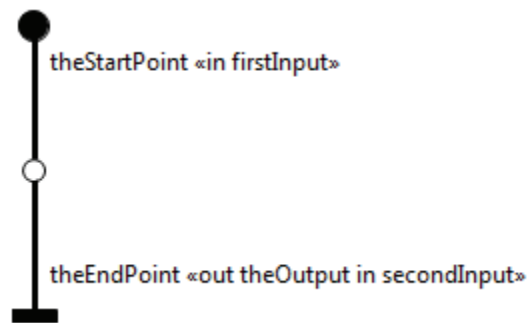 theStartPoint «in firstInput»
theEndPoint «out theOutput in secondInput»